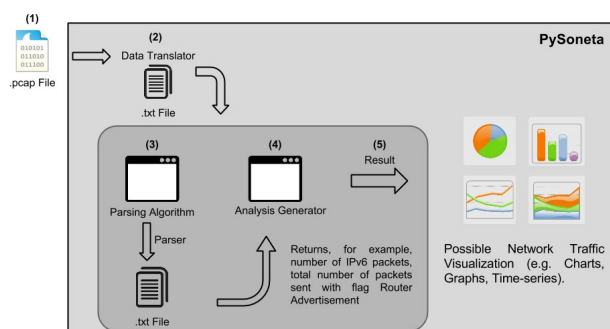 (1)
010101
011010
011100
.pcap File
PySoneta
(2)
Data Translator
.txt File
(3)
Parsing Algorithm
Parser
.txt File
(4)
Analysis Generator
Returns, for example,
number of IPv6 packets,
total number of packets
sent with flag Router
Advertisement
(5)
Result
Possible Network Traffic
Visualization (e.g. Charts,
Graphs, Time-series).